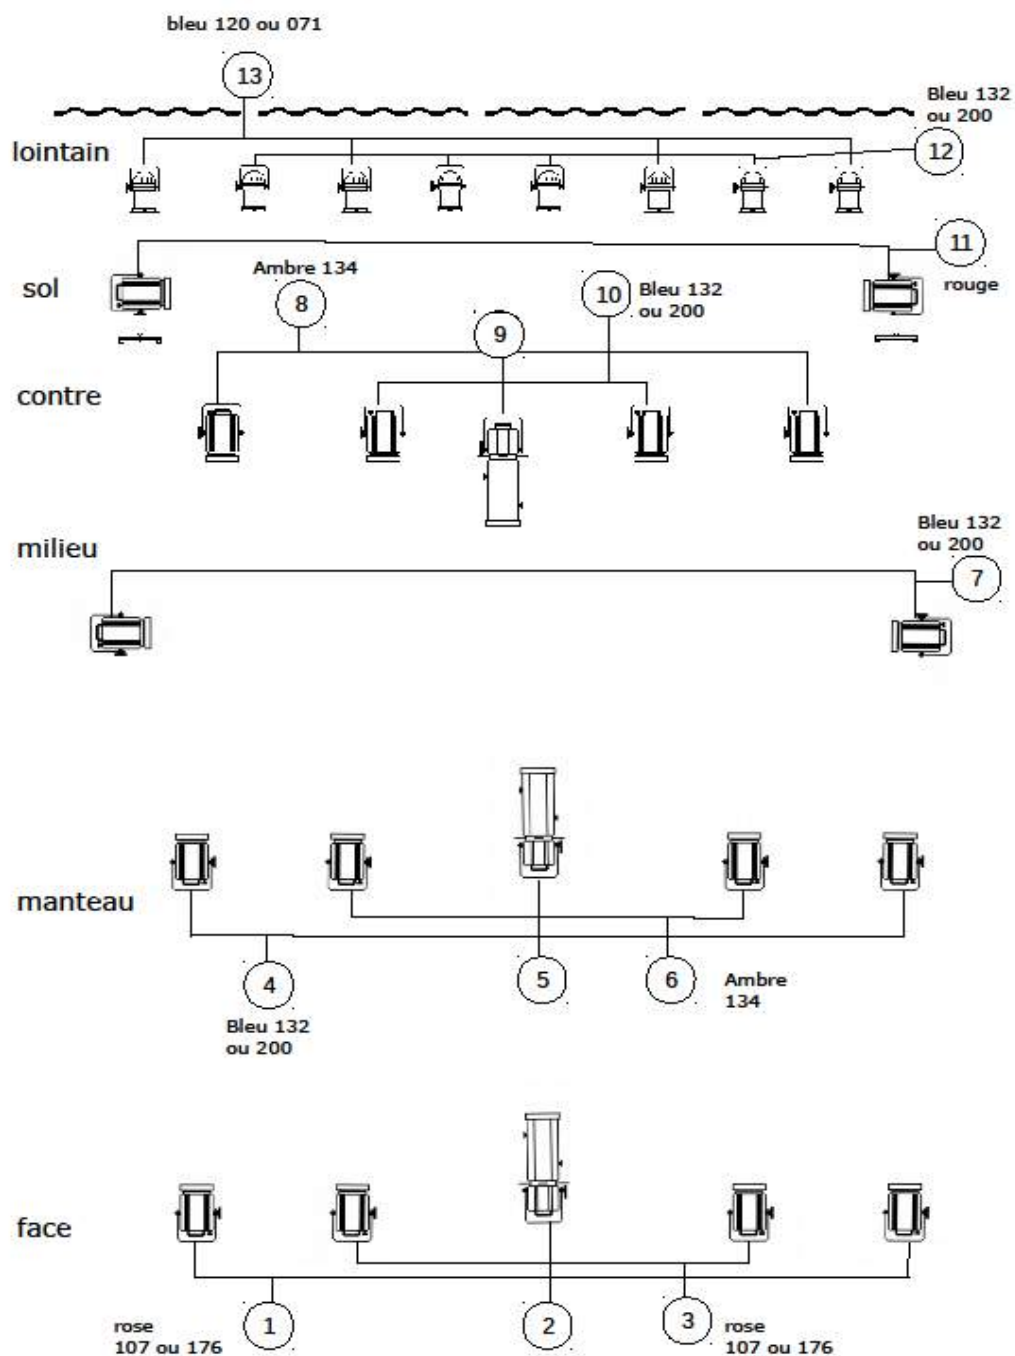 bleu 120 ou 071
13
Bleu 132
ou 200
lointain
12
11
Ambre 134
sol
10
Bleu 132
ou 200
rouge
8
9
contre
milieu
Bleu 132
ou 200
7
manteau
4
5
6
Ambre
134
Bleu 132
ou 200
face
1
2
3
rose
107 ou 176
rose
107 ou 176